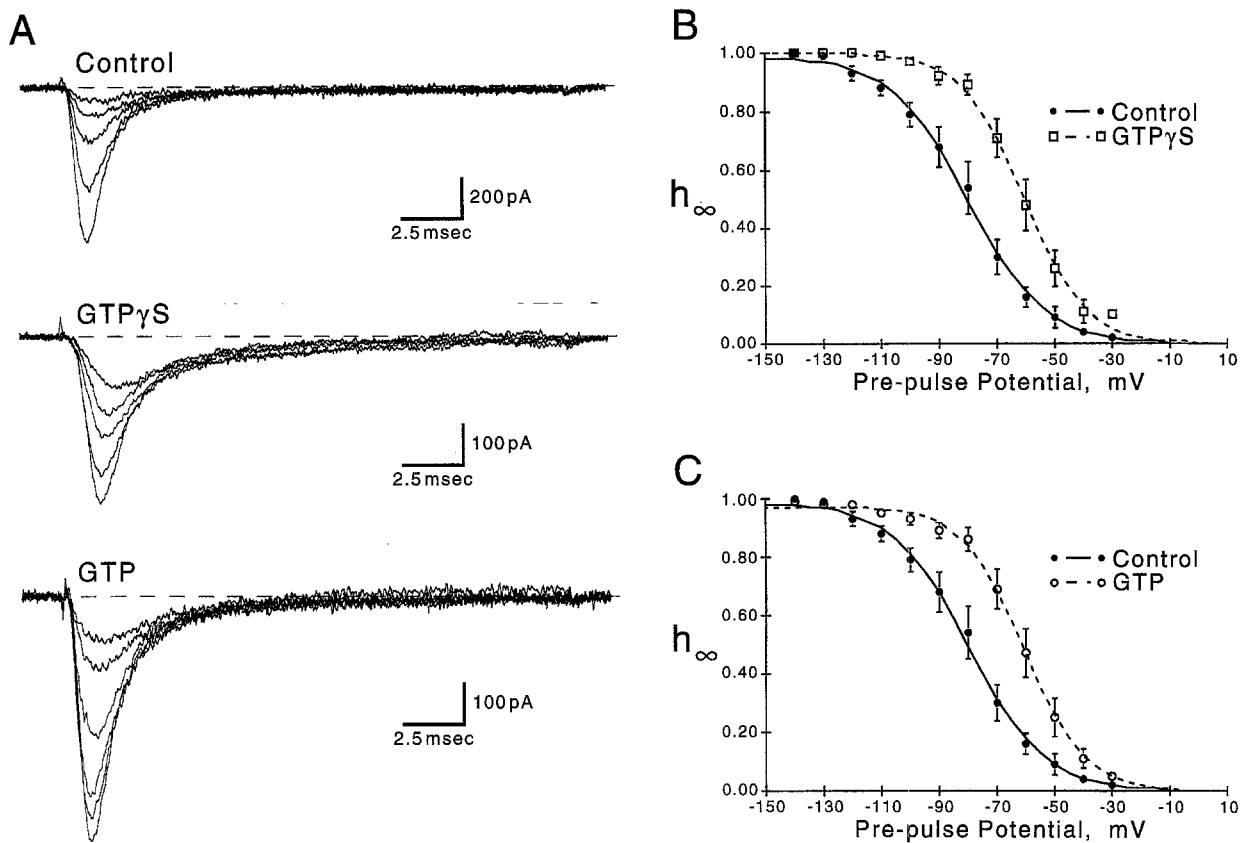 A
Control
200pA
2.5msec
GTPγS
100pA
2.5msec
GTP
100pA
2.5msec
B
1.00
0.80
0.60
0.40
0.20
0.00
h∞
Control
GTPγS
-150 -130 -110 -90 -70 -50 -30 -10 10
Pre-pulse Potential, mV
C
1.00
0.80
0.60
0.40
0.20
0.00
h∞
Control
GTP
-150 -130 -110 -90 -70 -50 -30 -10 10
Pre-pulse Potential, mV